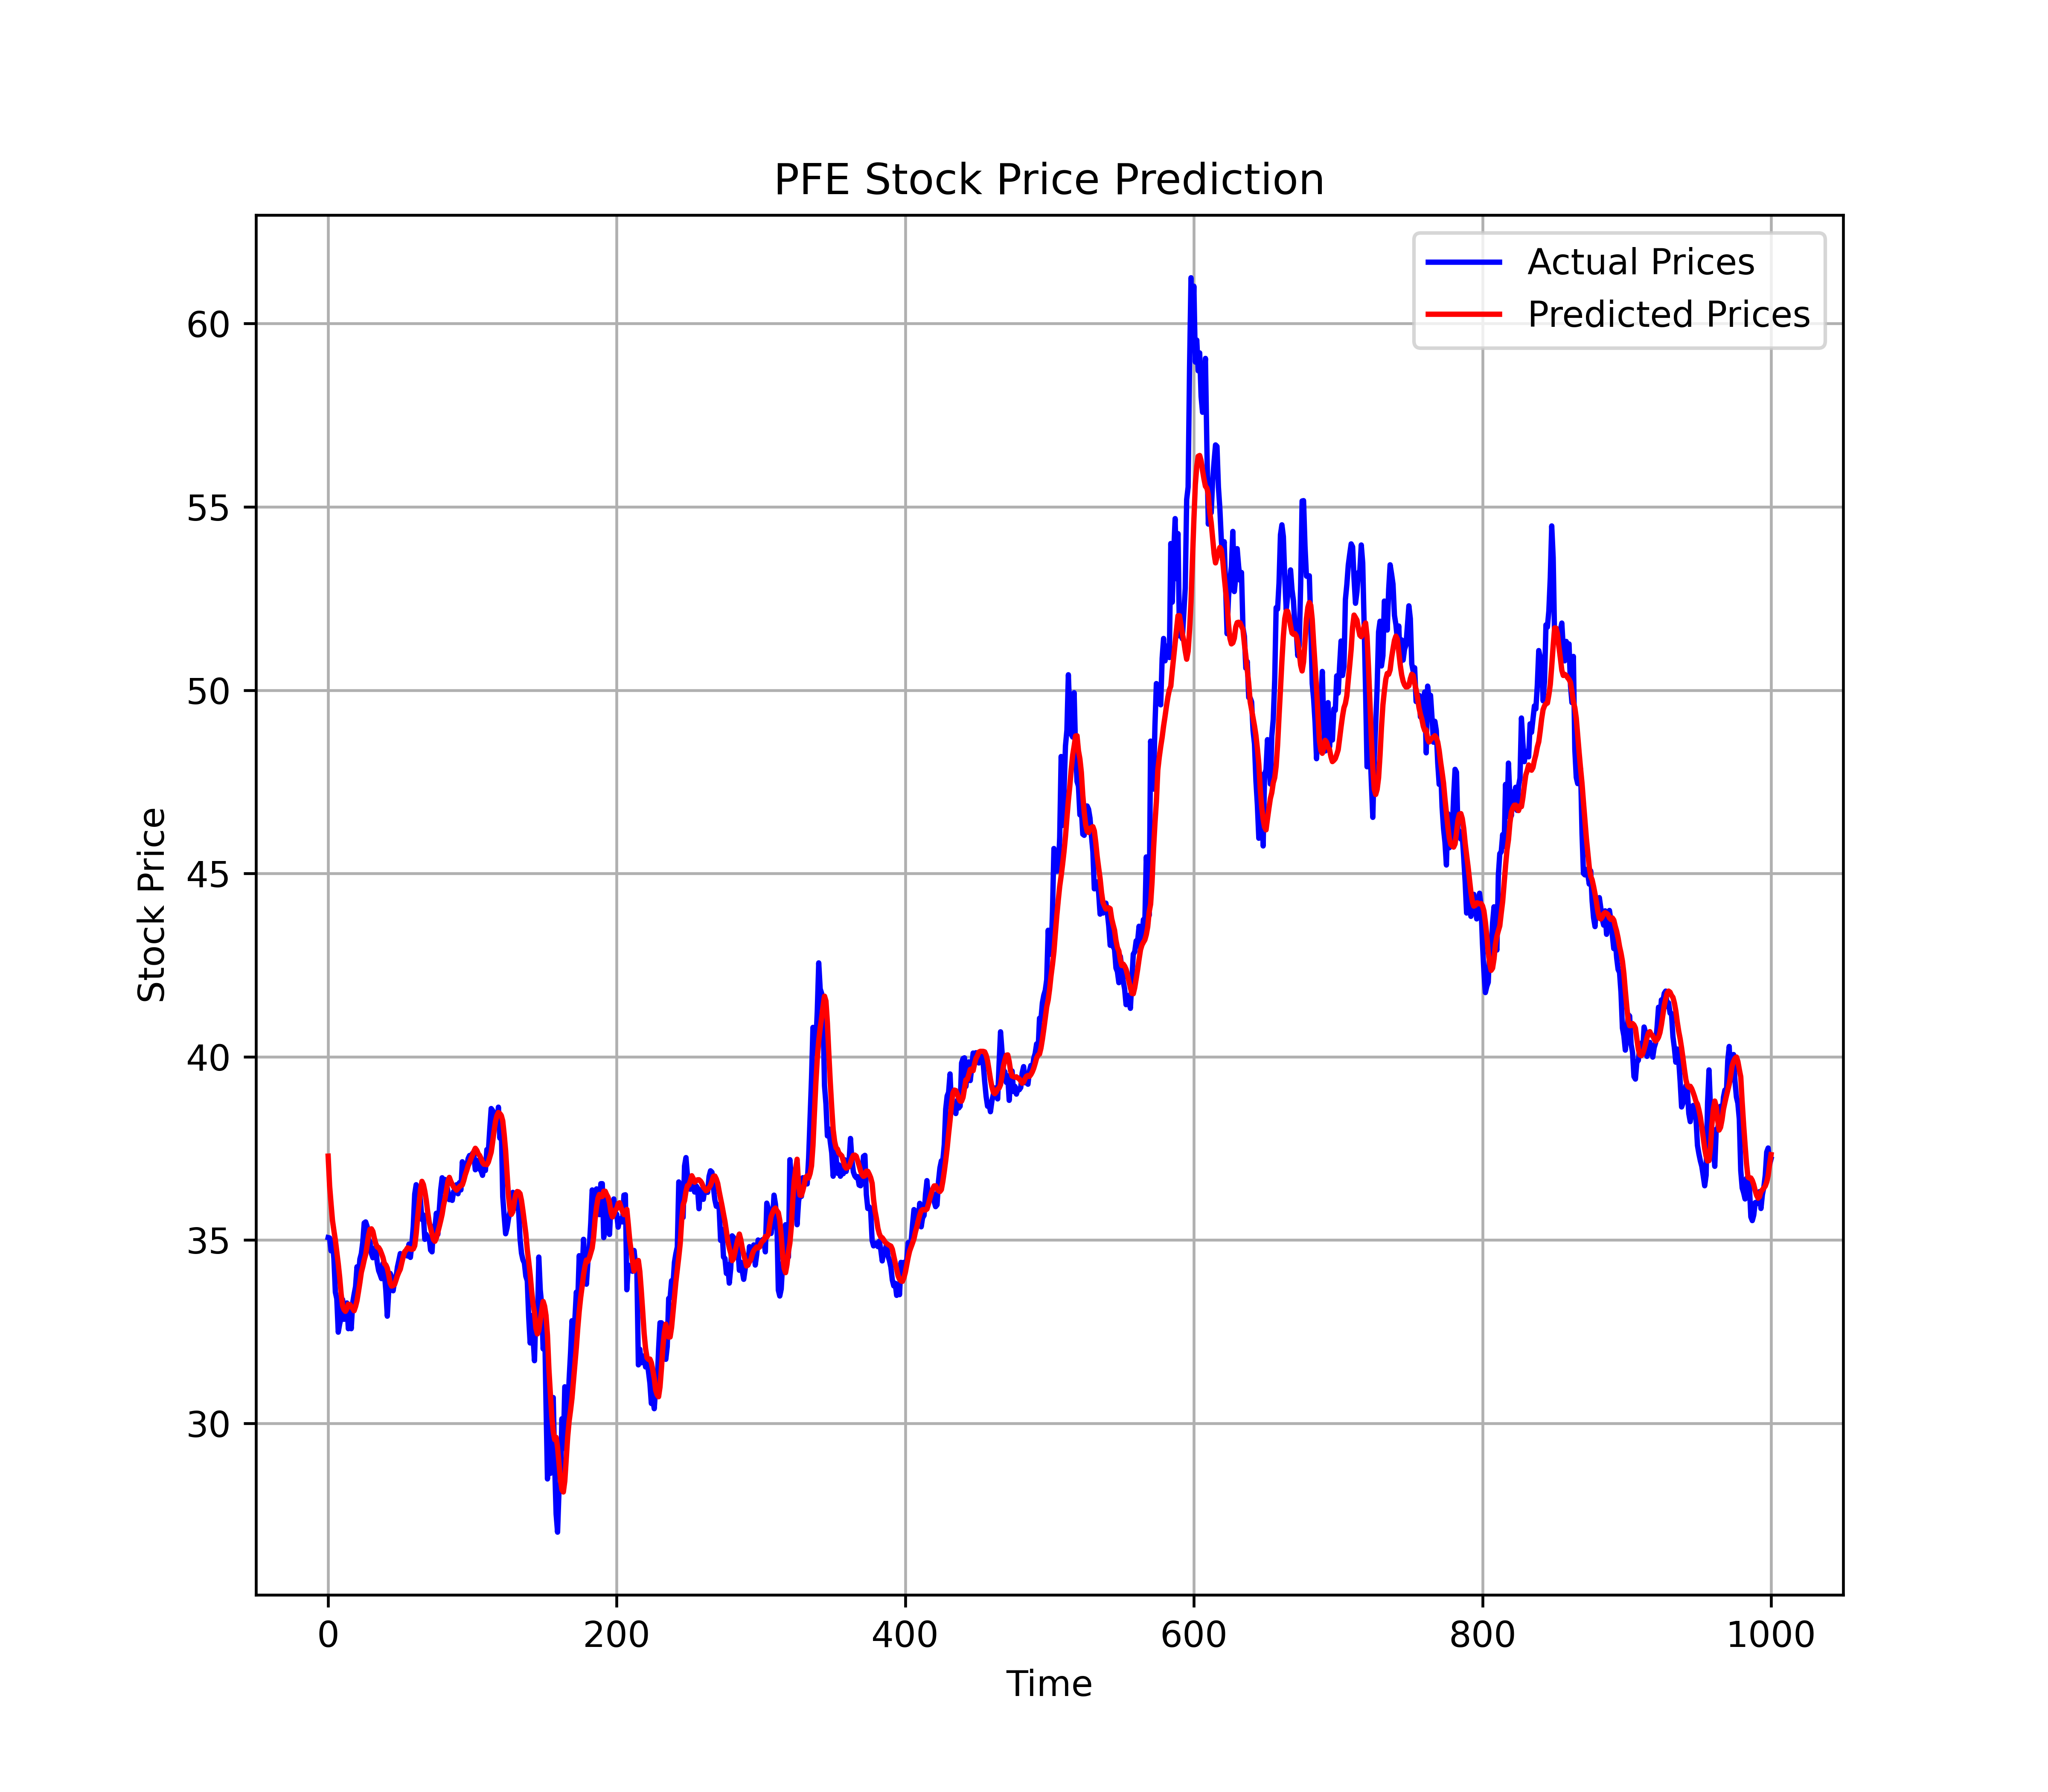 PFE Stock Price Prediction
Actual Prices
Predicted Prices
60
55
50
45
40
35
30
Stock Price
0 200 400 600 800 1000
Time